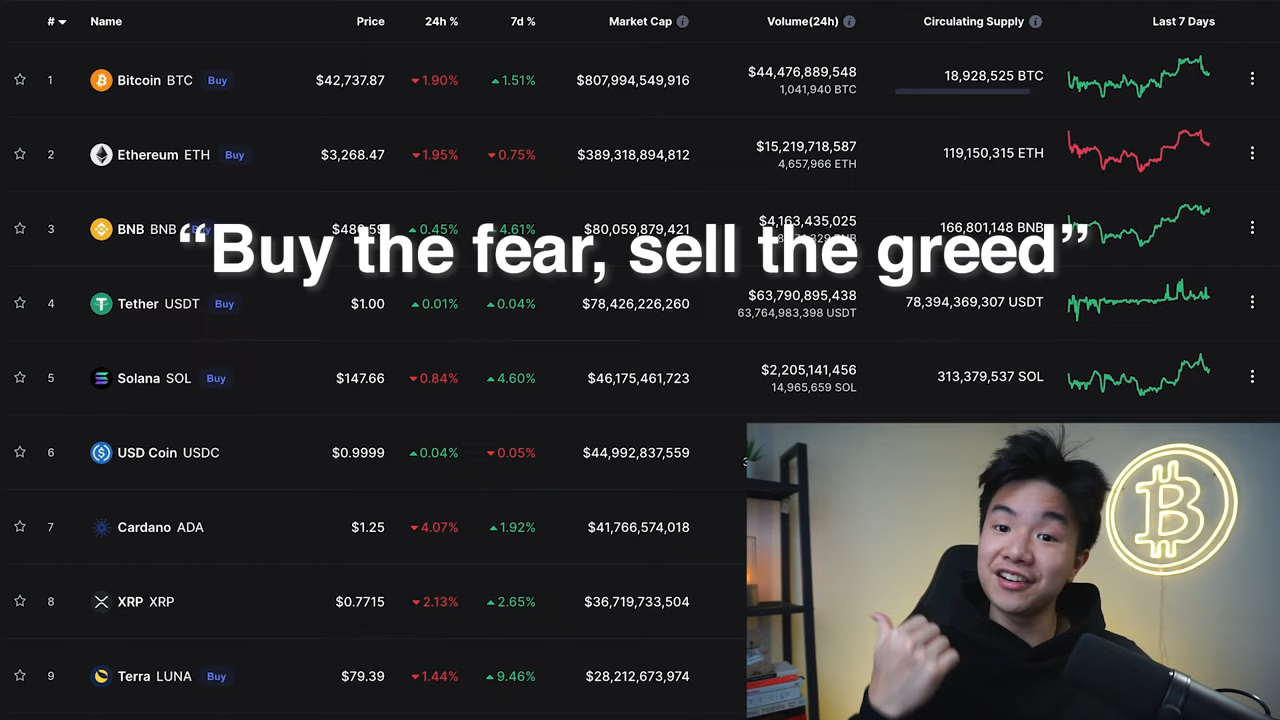 # Name Price 24h % 7d % Market Cap Volume(24h) Circulating Supply Last 7 Days
1 Bitcoin BTC Buy $42,737.87 1.90% 1.51% $807,994,549,916 $44,476,889,548 18,928,525 BTC
1,041,940 BTC
2 Ethereum ETH Buy $3,268.47 1.95% 0.75% $389,318,894,812 $15,219,718,587 119,150,315 ETH
4,657,966 ETH
3 BNB BNB 0.45% 4.61% $80,059,879,421 $4,163,435,025 166,801,148 BNB
“Buy the fear, sell the greed”
4 Tether USDT Buy $1.00 0.01% 0.04% $78,426,226,260 $63,790,895,438 78,394,369,307 USDT
63,764,983,398 USDT
5 Solana SOL Buy $147.66 0.84% 4.60% $46,175,461,723 $2,205,141,456 313,379,537 SOL
14,965,659 SOL
6 USD Coin USDC $0.9999 0.04% 0.05% $44,992,837,559
7 Cardano ADA $1.25 4.07% 1.92% $41,766,574,018
8 XRP XRP $0.7715 2.13% 2.65% $36,719,733,504
9 Terra LUNA Buy $79.39 1.44% 9.46% $28,212,673,974